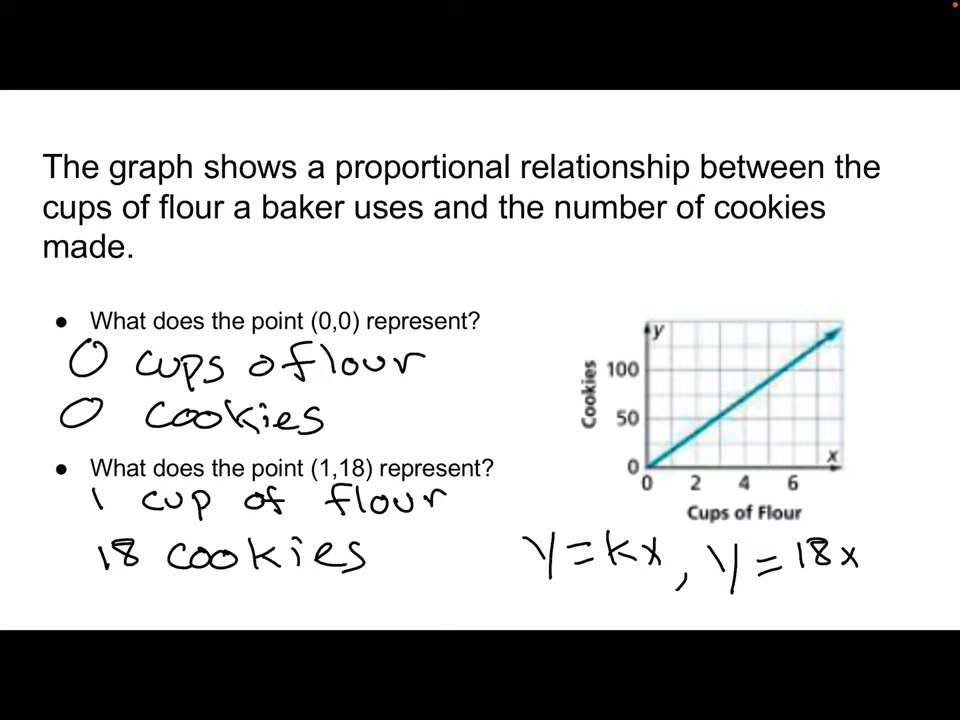 The graph shows a proportional relationship between the
cups of flour a baker uses and the number of cookies
made.
● What does the point (0,0) represent?
0 cups of flour
0 cookies
● What does the point (1,18) represent?
1 cup of flour
18 cookies
y
Cookies
100
50
0
x
0 2 4 6
Cups of Flour
y=kx, y=18x